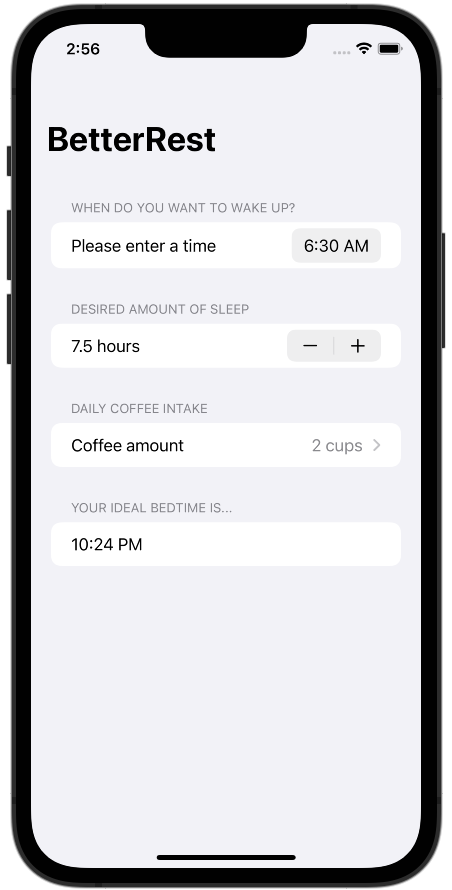 2:56
BetterRest
WHEN DO YOU WANT TO WAKE UP?
Please enter a time 6:30 AM
DESIRED AMOUNT OF SLEEP
7.5 hours − +
DAILY COFFEE INTAKE
Coffee amount 2 cups
YOUR IDEAL BEDTIME IS...
10:24 PM